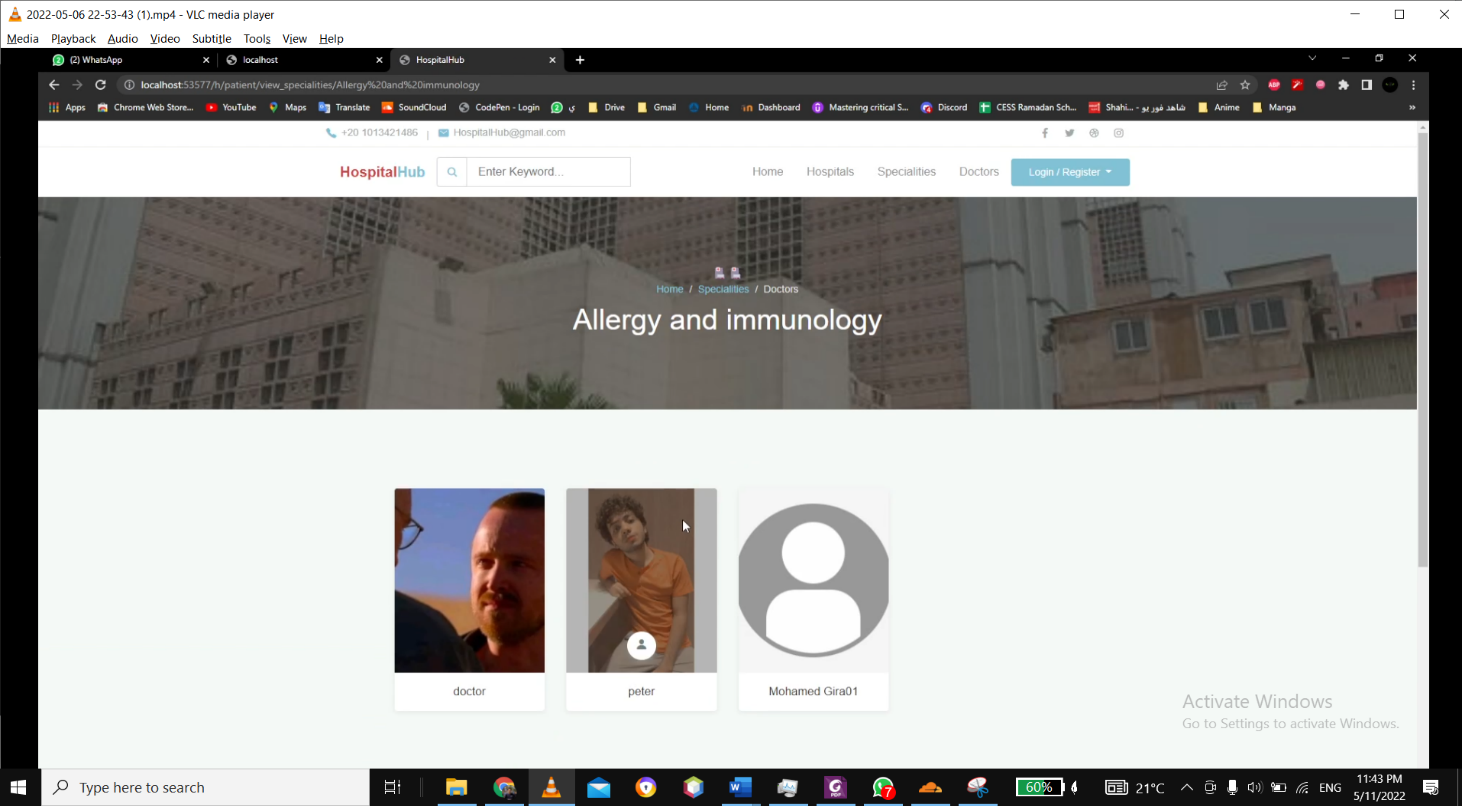 2022-05-06 22-53-43 (1).mp4 - VLC media player
Media Playback Audio Video Subtitle Tools View Help
(2) WhatsApp localhost HospitalHub
localhost:53577/h/patient/view_specialities/Allergy%20and%20immunology
Apps Chrome Web Store... YouTube Maps Translate SoundCloud CodePen - Login ي Drive Gmail Home Dashboard Mastering critical S... Discord CESS Ramadan Sch... Shahi... - شاهد فور يو Anime Manga »
+20 1013421486 | HospitalHub@gmail.com
HospitalHub Enter Keyword... Home Hospitals Specialities Doctors Login / Register
Home / Specialities / Doctors
Allergy and immunology
doctor peter Mohamed Gira01
Activate Windows
Go to Settings to activate Windows.
Type here to search 7 60% 21°C ENG 11:43 PM
5/11/2022